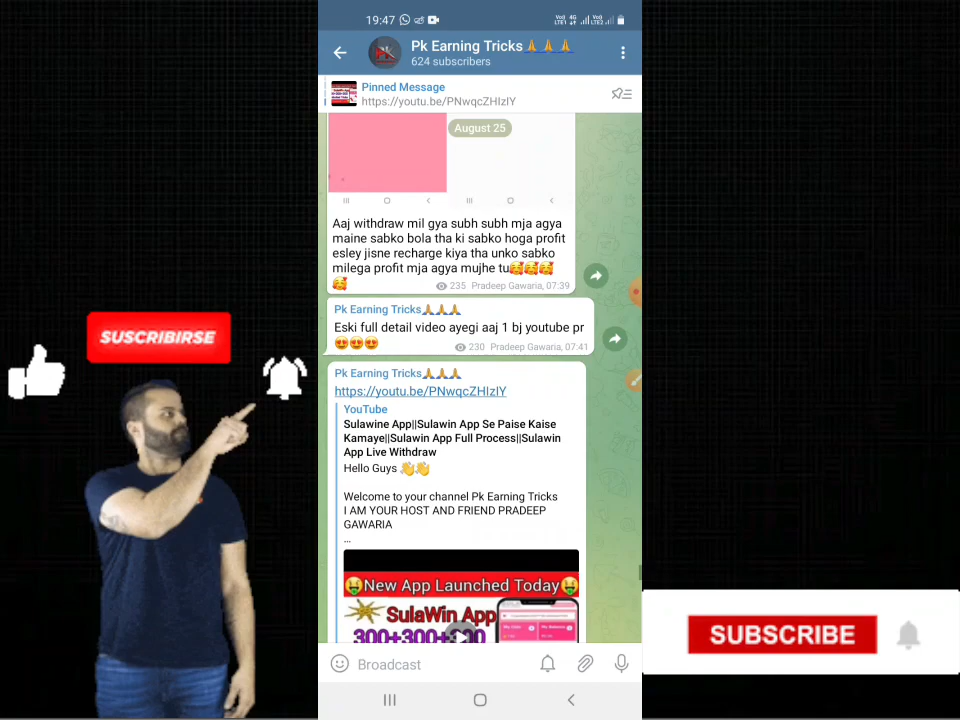 19:47
Pk Earning Tricks🙏🙏🙏
624 subscribers
Pinned Message
https://youtu.be/PNwqcZHIzIY
August 25
Aaj withdraw mil gya subh subh mja agya
maine sabko bola tha ki sabko hoga profit
esley jisne recharge kiya tha unko sabko
milega profit mja agya mujhe tu🥰🥰🥰
🥰
235 Pradeep Gawaria, 07:39
Pk Earning Tricks🙏🙏🙏
Eski full detail video ayegi aaj 1 bj youtube pr
😍😍😍
230 Pradeep Gawaria, 07:41
Pk Earning Tricks🙏🙏🙏
https://youtu.be/PNwqcZHIzIY
YouTube
Sulawine App||Sulawin App Se Paise Kaise
Kamaye||Sulawin App Full Process||Sulawin
App Live Withdraw
Hello Guys 👋👋
Welcome to your channel Pk Earning Tricks
I AM YOUR HOST AND FRIEND PRADEEP
GAWARIA
...
🤑New App Launched Today🤑
SulaWin App
Broadcast
SUSCRIBIRSE
SUBSCRIBE